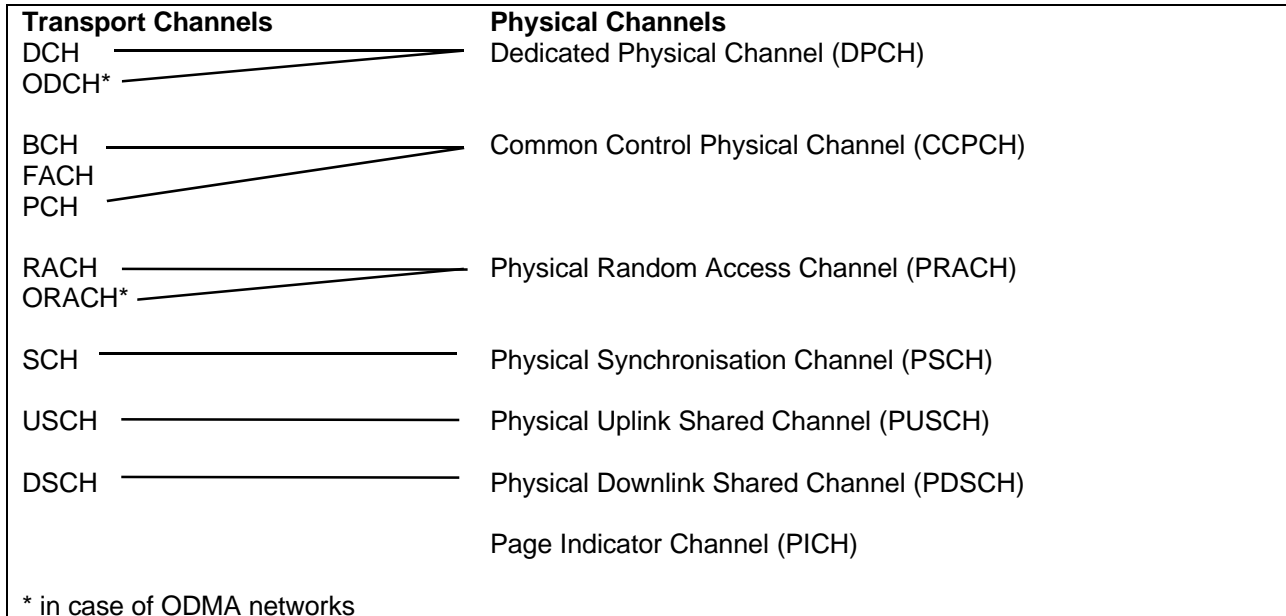 Transport Channels Physical Channels
DCH Dedicated Physical Channel (DPCH)
ODCH*
BCH Common Control Physical Channel (CCPCH)
FACH
PCH
RACH Physical Random Access Channel (PRACH)
ORACH*
SCH Physical Synchronisation Channel (PSCH)
USCH Physical Uplink Shared Channel (PUSCH)
DSCH Physical Downlink Shared Channel (PDSCH)
Page Indicator Channel (PICH)
* in case of ODMA networks